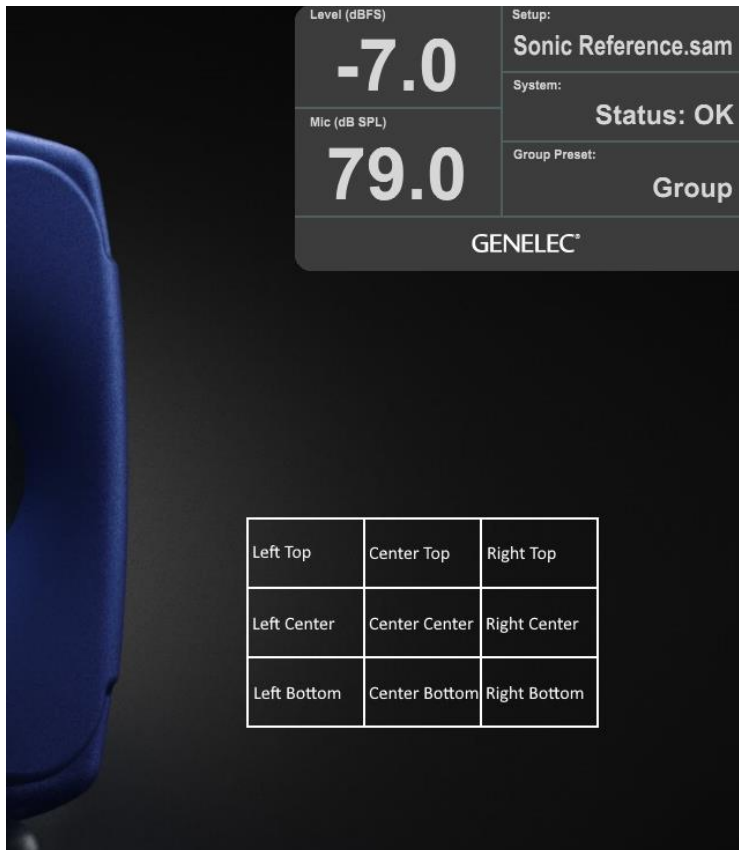 Level (dBFS)
-7.0
Mic (dB SPL)
79.0
Setup:
Sonic Reference.sam
System:
Status: OK
Group Preset:
Group
GENELEC®
Left Top Center Top Right Top
Left Center Center Center Right Center
Left Bottom Center Bottom Right Bottom